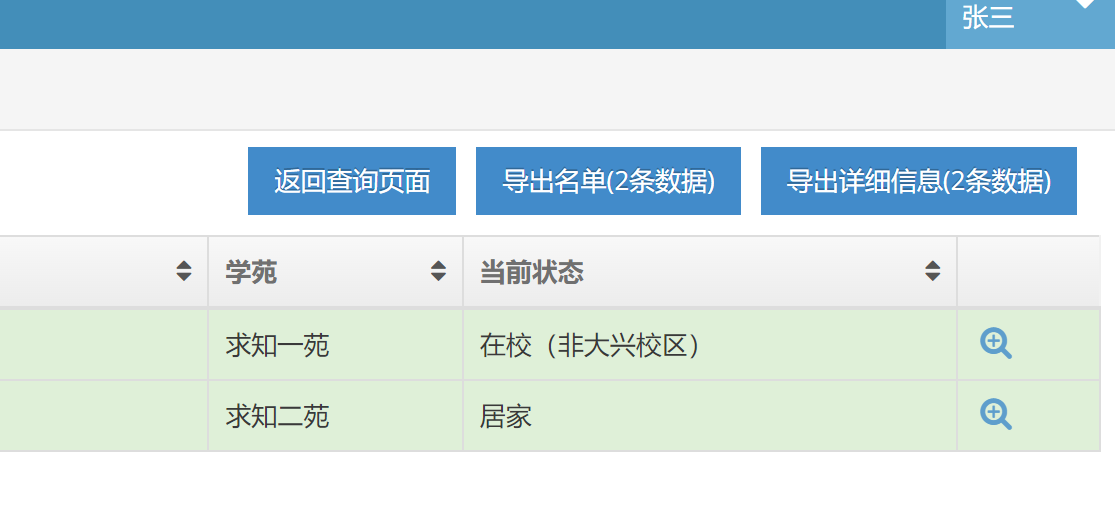 张三
返回查询页面 导出名单(2条数据) 导出详细信息(2条数据)
学苑 当前状态
求知一苑 在校（非大兴校区）
求知二苑 居家